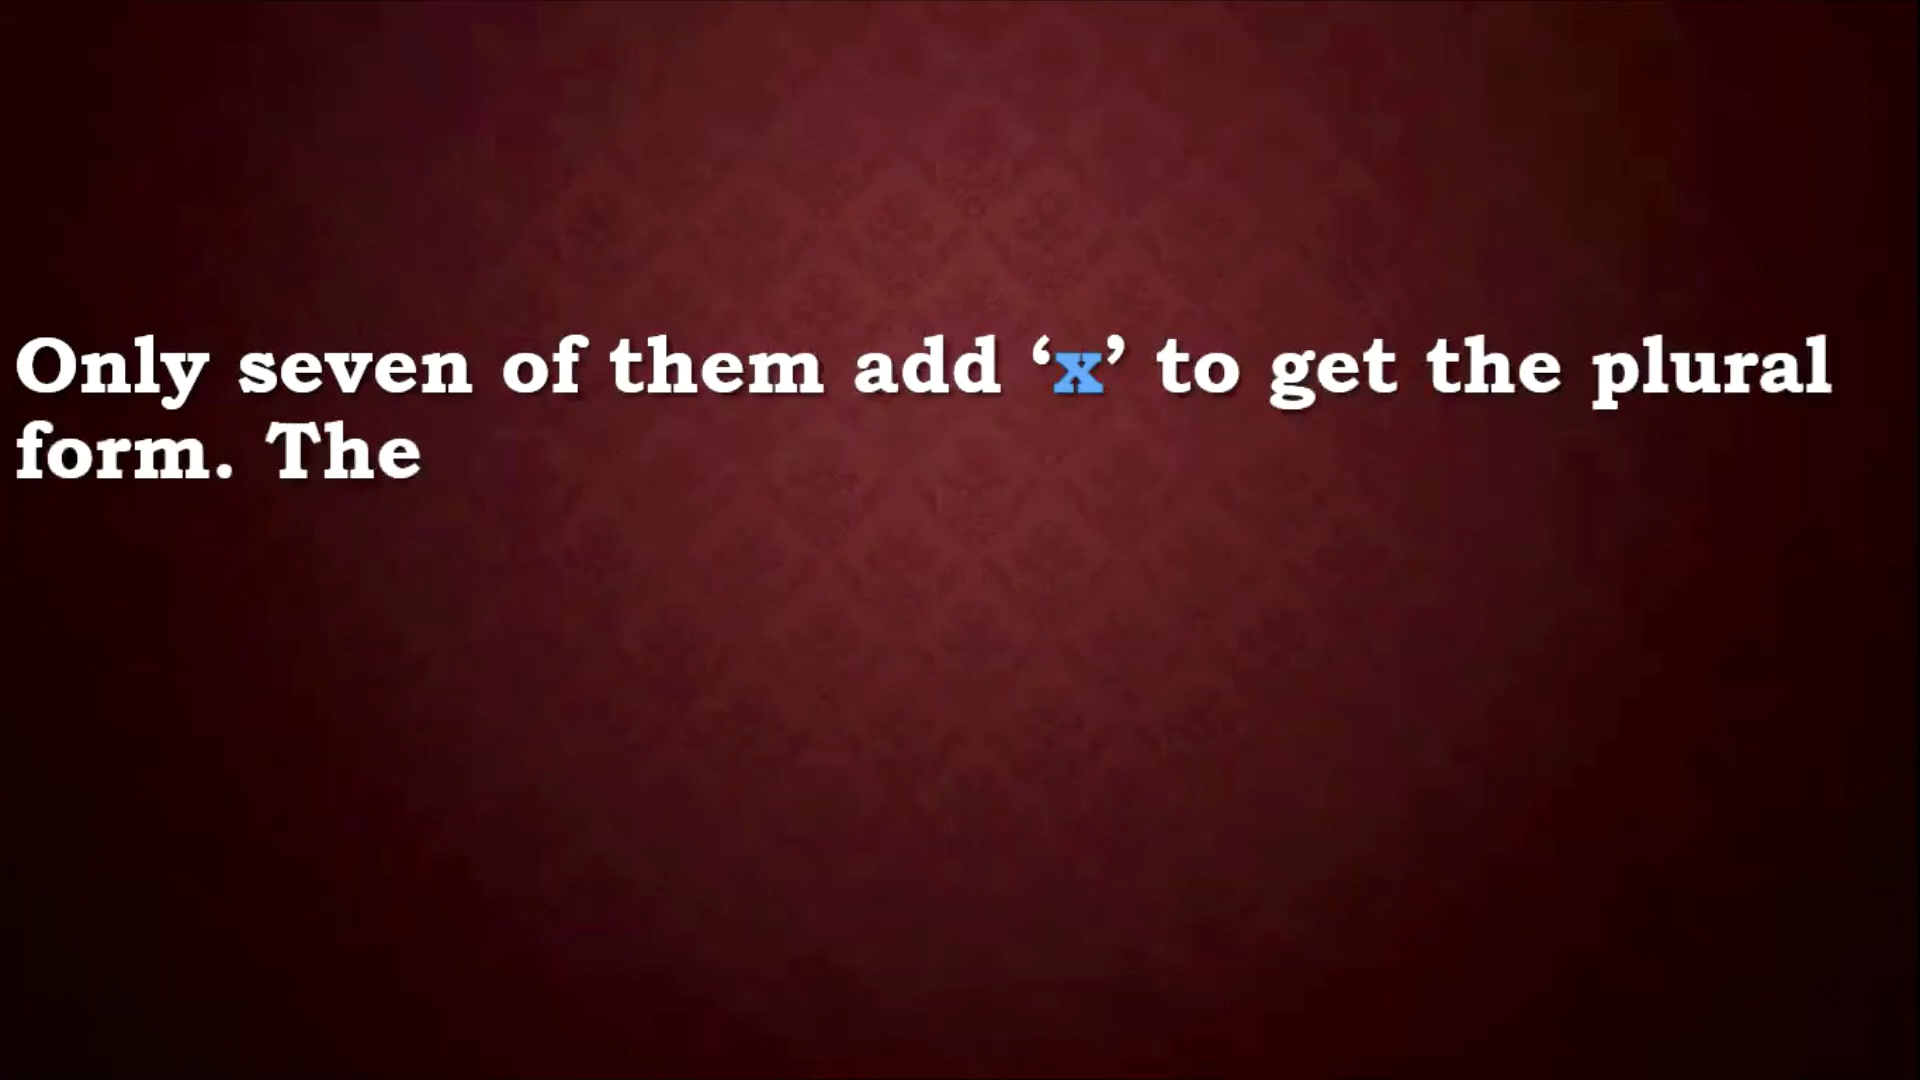 Only seven of them add ‘x’ to get the plural
form. The